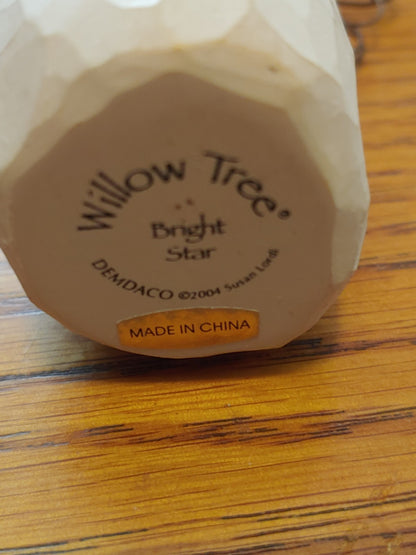 Willow Tree®
Bright
Star
DEMDACO ©2004 Susan Lordi
MADE IN CHINA